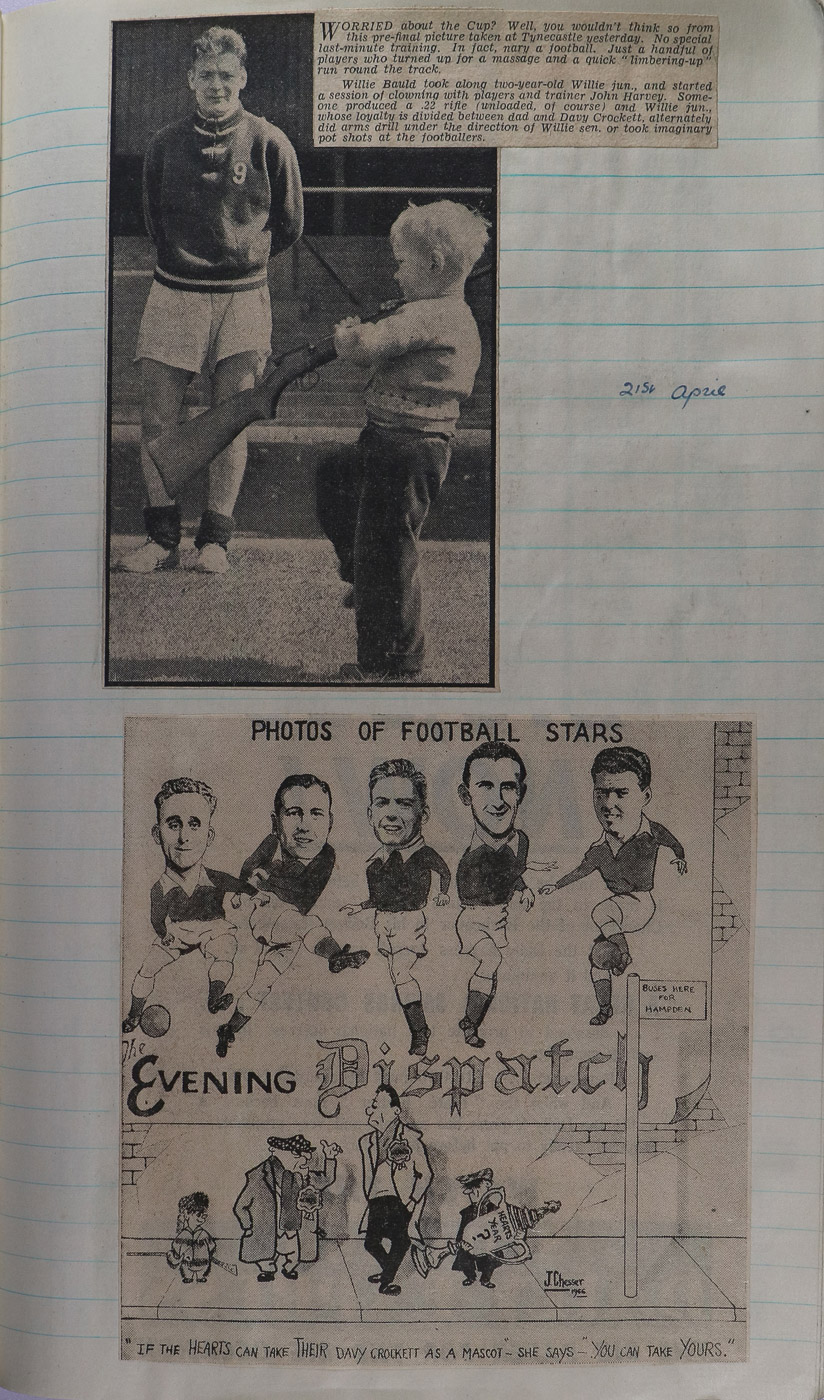 WORRIED about the Cup? Well, you wouldn't think so from
this pre-final picture taken at Tynecastle yesterday. No special
last-minute training. In fact, nary a football. Just a handful of
players who turned up for a massage and a quick "limbering-up"
run round the track.
Willie Bauld took along two-year-old Willie jun., and started
a session of clowning with players and trainer John Harvey. Some-
one produced a .22 rifle (unloaded, of course) and Willie jun.,
whose loyalty is divided between dad and Davy Crockett, alternately
did arms drill under the direction of Willie sen. or took imaginary
pot shots at the footballers.
9
21st April
PHOTOS OF FOOTBALL STARS
BUSES HERE
FOR
HAMPDEN
The
EVENING Dispatch
HEARTS
YEAR
?
J. Chesser
1956
"IF THE HEARTS CAN TAKE THEIR DAVY CROCKETT AS A MASCOT" - SHE SAYS - "YOU CAN TAKE YOURS."